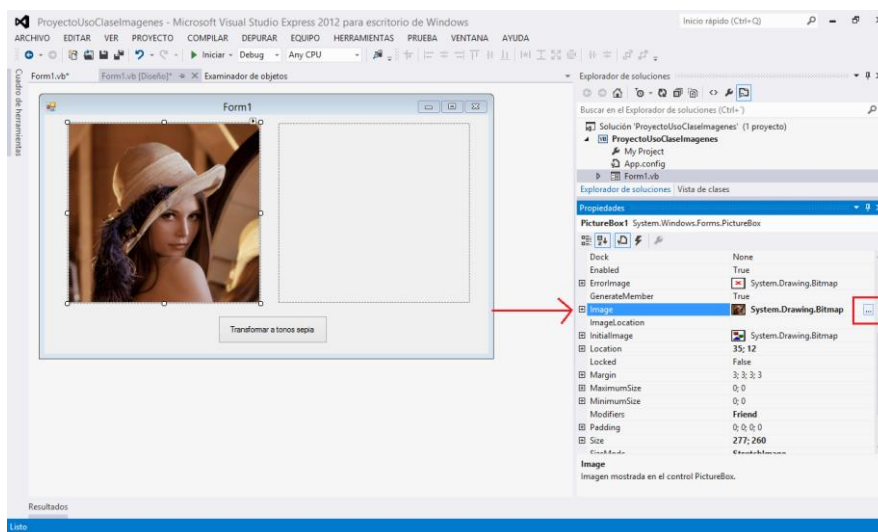 ProyectoUsoClaseImagenes - Microsoft Visual Studio Express 2012 para escritorio de Windows
Inicio rápido (Ctrl+Q)
ARCHIVO EDITAR VER PROYECTO COMPILAR DEPURAR EQUIPO HERRAMIENTAS PRUEBA VENTANA AYUDA
Iniciar Debug Any CPU
Cuadro de herramientas
Form1.vb* Form1.vb [Diseño]* Examinador de objetos
Form1
Transformar a tonos sepia
Explorador de soluciones
Buscar en el Explorador de soluciones (Ctrl+´)
Solución 'ProyectoUsoClaseImagenes' (1 proyecto)
ProyectoUsoClaseImagenes
My Project
App.config
Form1.vb
Explorador de soluciones Vista de clases
Propiedades
PictureBox1 System.Windows.Forms.PictureBox
Dock None
Enabled True
ErrorImage System.Drawing.Bitmap
GenerateMember True
Image System.Drawing.Bitmap ...
ImageLocation
InitialImage System.Drawing.Bitmap
Location 35; 12
Locked False
Margin 3; 3; 3; 3
MaximumSize 0; 0
MinimumSize 0; 0
Modifiers Friend
Padding 0; 0; 0; 0
Size 277; 260
SizeMode StretchImage
Image
Imagen mostrada en el control PictureBox.
Resultados
Listo